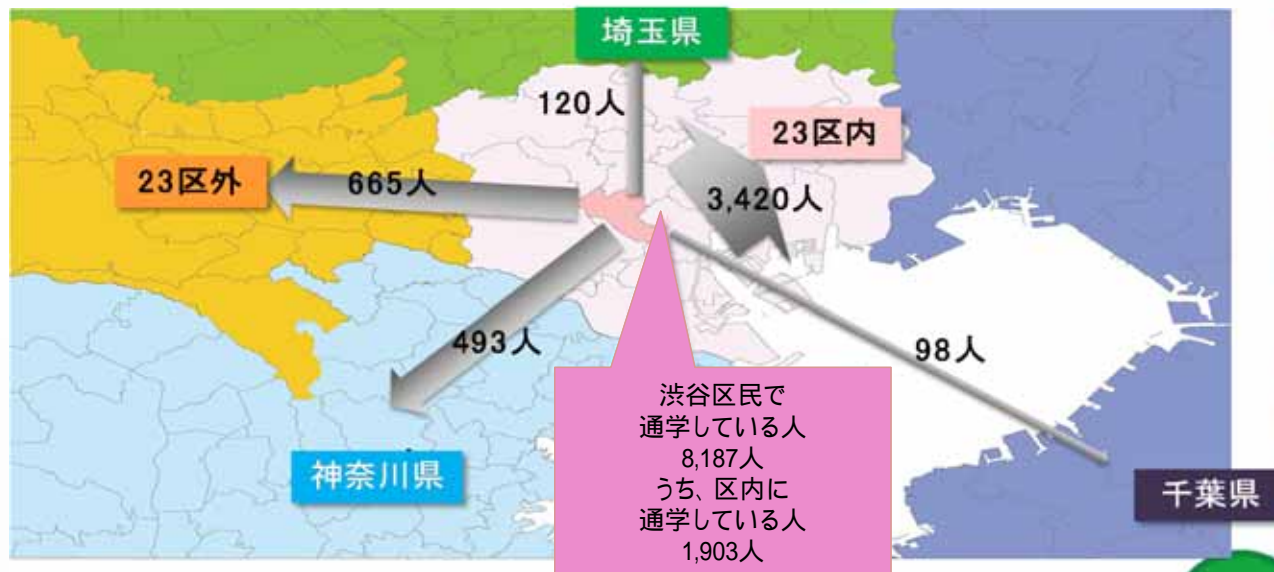 埼玉県
120人
23区内
23区外
665人
3,420人
493人
98人
渋谷区民で
通学している人
8,187人
うち、区内に
通学している人
1,903人
神奈川県
千葉県